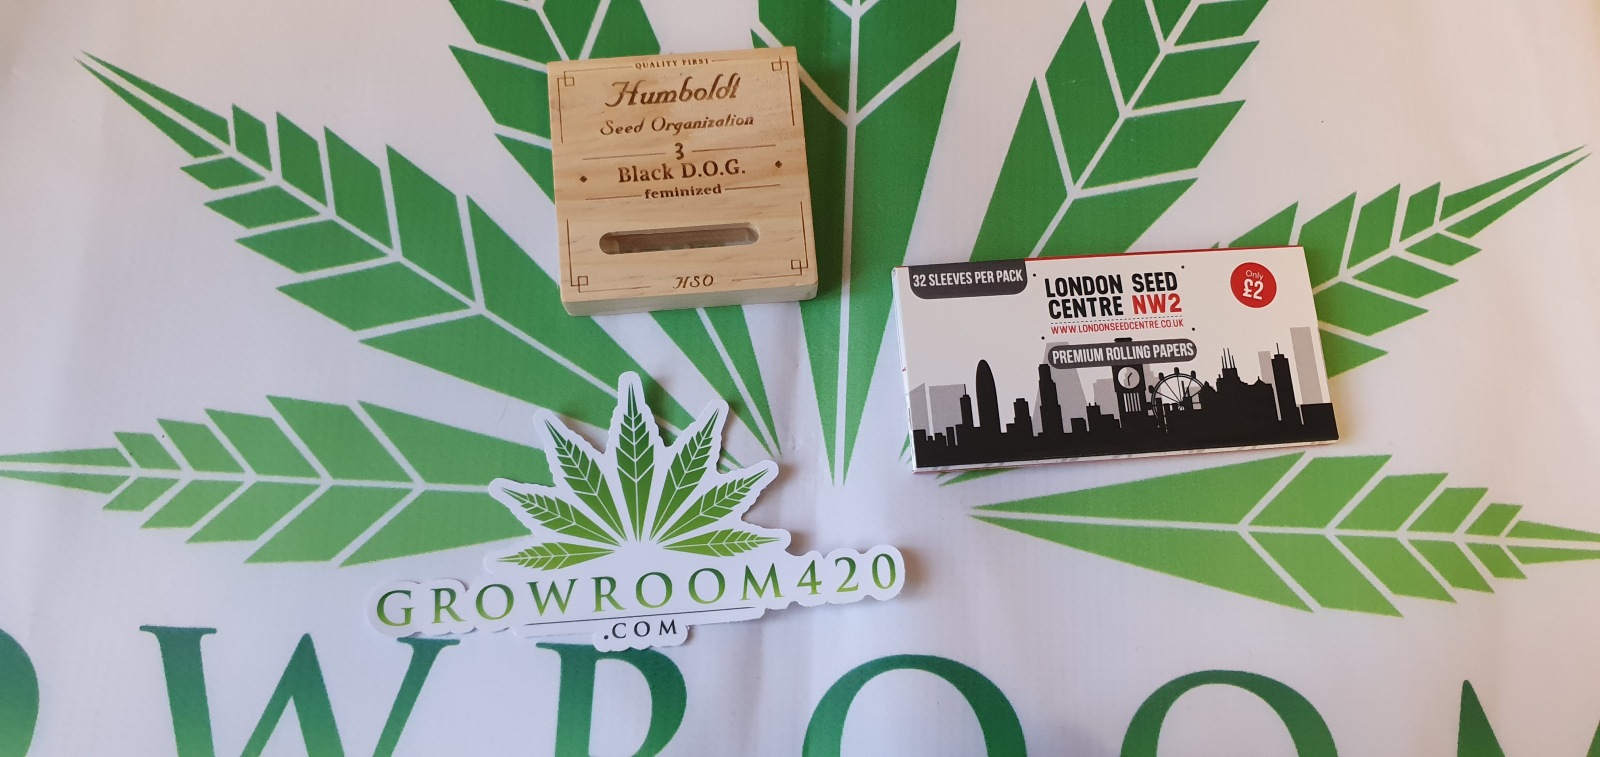 QUALITY FIRST
Humboldt
Seed Organization
3
Black D.O.G.
feminized
HSO
32 SLEEVES PER PACK
LONDON SEED
CENTRE NW2
WWW.LONDONSEEDCENTRE.CO.UK
PREMIUM ROLLING PAPERS
Only
£2
GROWROOM420
.COM
WROOM